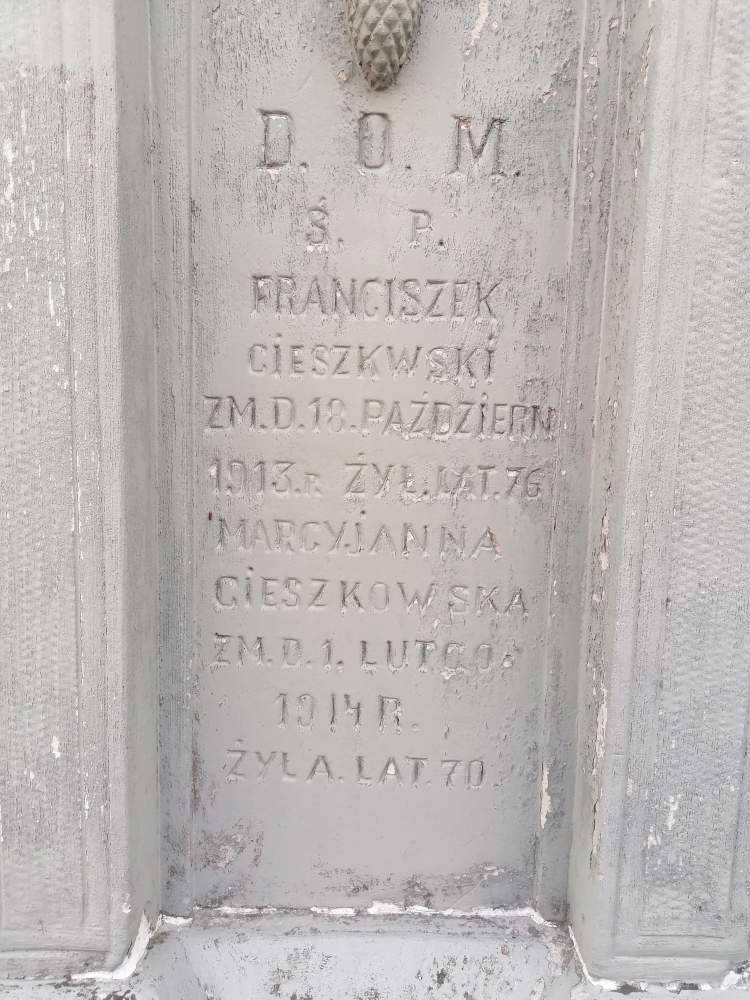 D. O. M.
Ś. P.
FRANCISZEK
CIESZKWSKI
ZM. D. 18. PAŹDZIERN
1913. R ŻYŁ. LAT. 76
MARCYJANNA
CIESZKOWSKA
ZM. D. 1. LUTGO.
1914 R.
ŻYŁA. LAT. 70